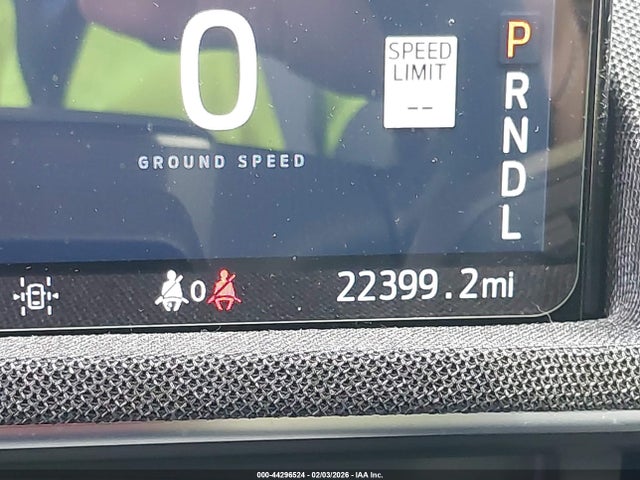 0
SPEED
LIMIT
--
GROUND SPEED
P
R
N
D
L
0
22399.2mi
000-44296524 - 02/03/2026 - IAA Inc.